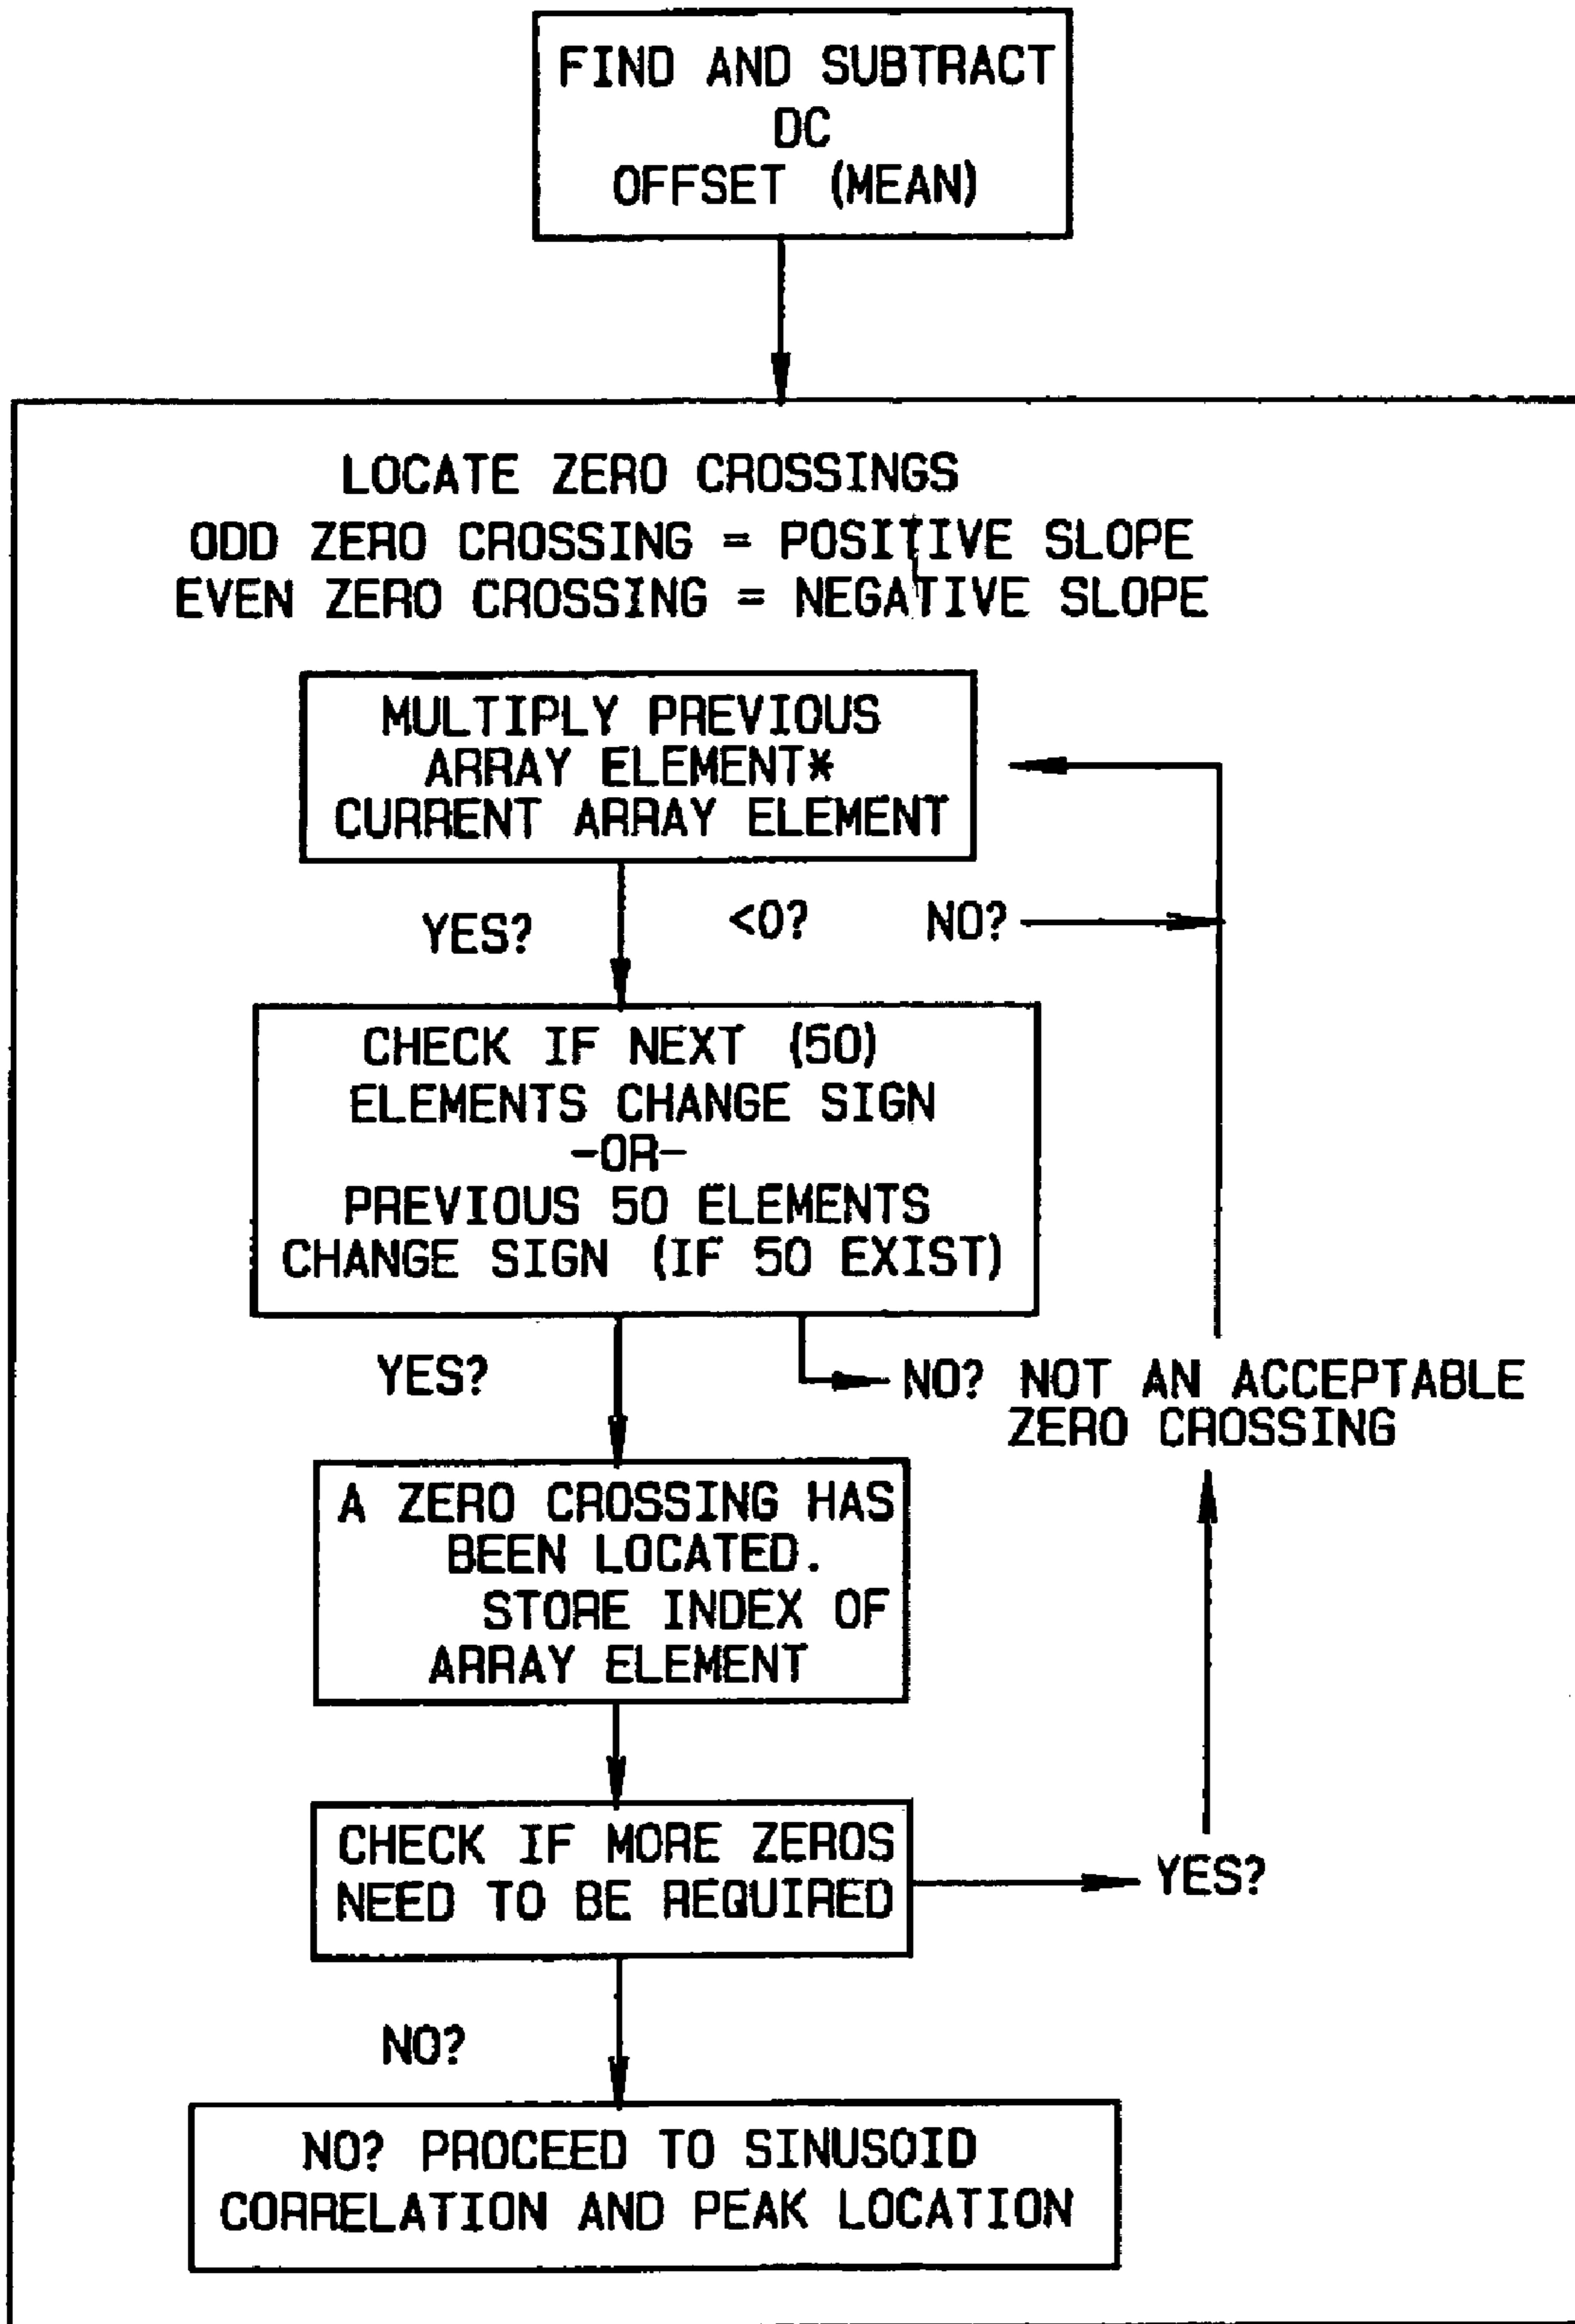 FIND AND SUBTRACT
DC
OFFSET (MEAN)
LOCATE ZERO CROSSINGS
ODD ZERO CROSSING = POSITIVE SLOPE
EVEN ZERO CROSSING = NEGATIVE SLOPE
MULTIPLY PREVIOUS
ARRAY ELEMENT*
CURRENT ARRAY ELEMENT
YES? <0? NO?
CHECK IF NEXT (50)
ELEMENTS CHANGE SIGN
-OR-
PREVIOUS 50 ELEMENTS
CHANGE SIGN (IF 50 EXIST)
YES?
NO? NOT AN ACCEPTABLE
ZERO CROSSING
A ZERO CROSSING HAS
BEEN LOCATED.
STORE INDEX OF
ARRAY ELEMENT
CHECK IF MORE ZEROS
NEED TO BE REQUIRED
YES?
NO?
NO? PROCEED TO SINUSOID
CORRELATION AND PEAK LOCATION